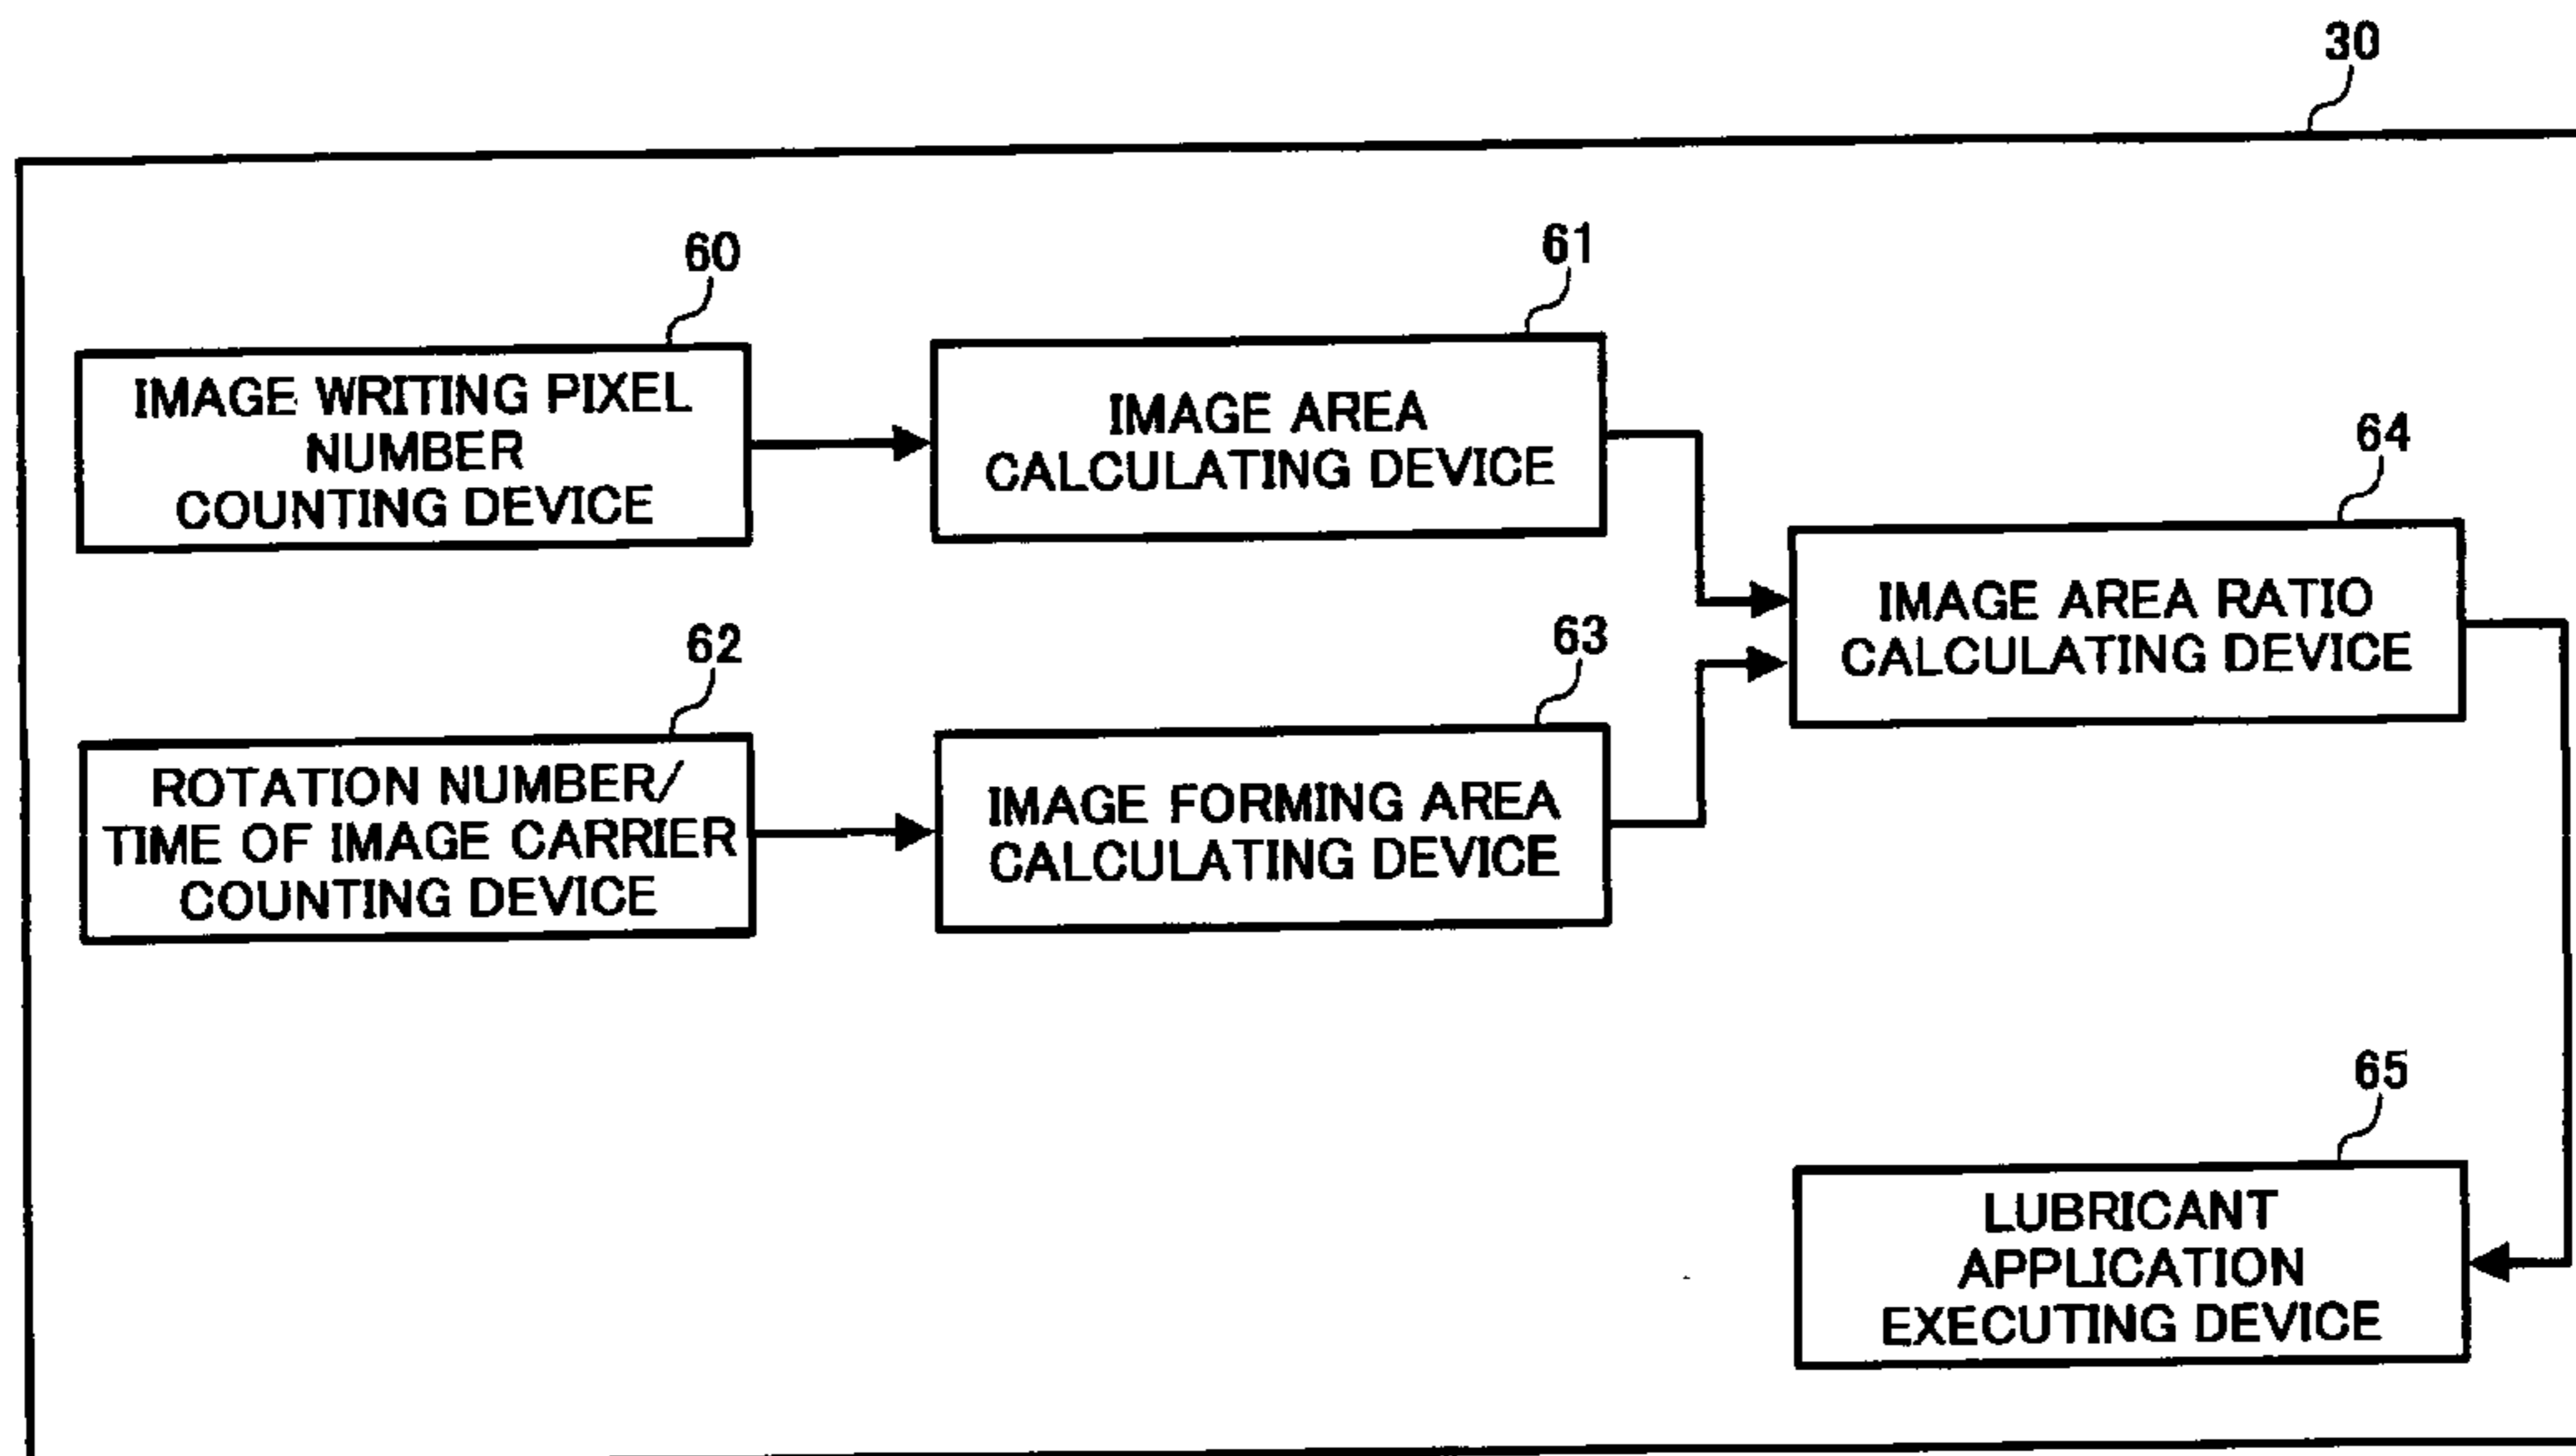 30
60
IMAGE WRITING PIXEL
NUMBER
COUNTING DEVICE
61
IMAGE AREA
CALCULATING DEVICE
62
ROTATION NUMBER/
TIME OF IMAGE CARRIER
COUNTING DEVICE
63
IMAGE FORMING AREA
CALCULATING DEVICE
64
IMAGE AREA RATIO
CALCULATING DEVICE
65
LUBRICANT
APPLICATION
EXECUTING DEVICE